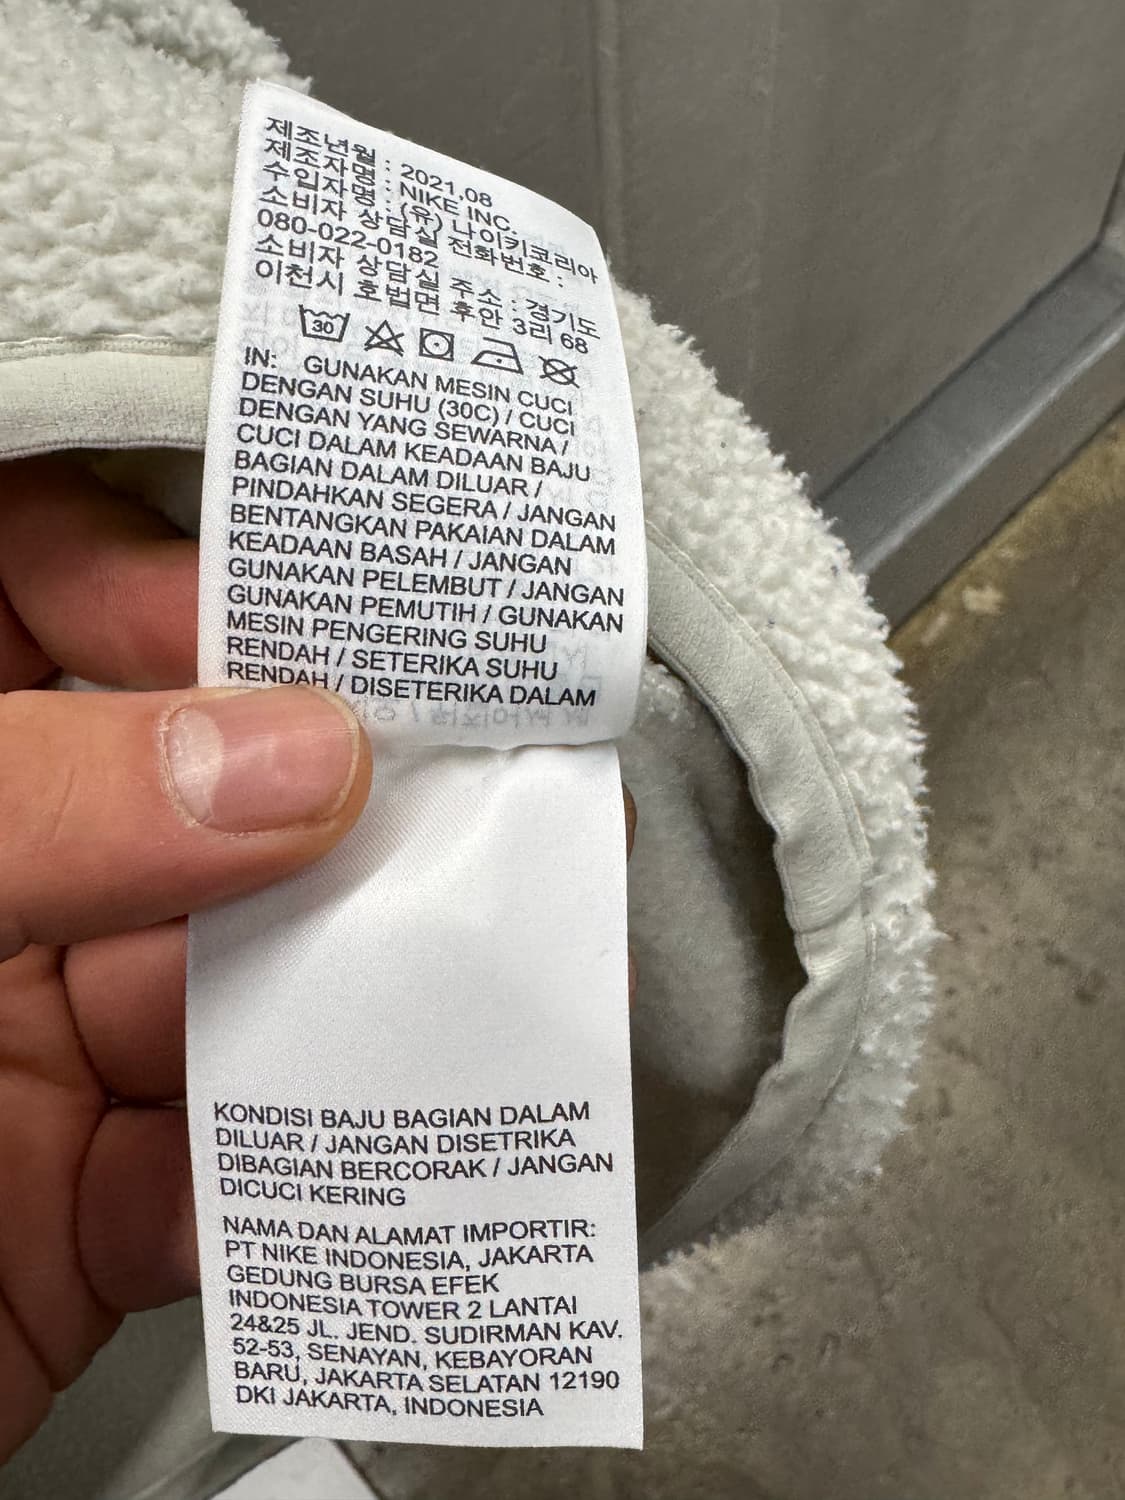 제조년월 : 2021.08
제조자명 : NIKE INC.
수입자명 : (유) 나이키코리아
소비자 상담실 전화번호 :
080-022-0182
소비자 상담실 주소 : 경기도
이천시 호법면 후안 3리 68
30
IN: GUNAKAN MESIN CUCI
DENGAN SUHU (30C) / CUCI
DENGAN YANG SEWARNA /
CUCI DALAM KEADAAN BAJU
BAGIAN DALAM DILUAR /
PINDAHKAN SEGERA / JANGAN
BENTANGKAN PAKAIAN DALAM
KEADAAN BASAH / JANGAN
GUNAKAN PELEMBUT / JANGAN
GUNAKAN PEMUTIH / GUNAKAN
MESIN PENGERING SUHU
RENDAH / SETERIKA SUHU
RENDAH / DISETERIKA DALAM
KONDISI BAJU BAGIAN DALAM
DILUAR / JANGAN DISETRIKA
DIBAGIAN BERCORAK / JANGAN
DICUCI KERING
NAMA DAN ALAMAT IMPORTIR:
PT NIKE INDONESIA, JAKARTA
GEDUNG BURSA EFEK
INDONESIA TOWER 2 LANTAI
24&25 JL. JEND. SUDIRMAN KAV.
52-53, SENAYAN, KEBAYORAN
BARU, JAKARTA SELATAN 12190
DKI JAKARTA, INDONESIA